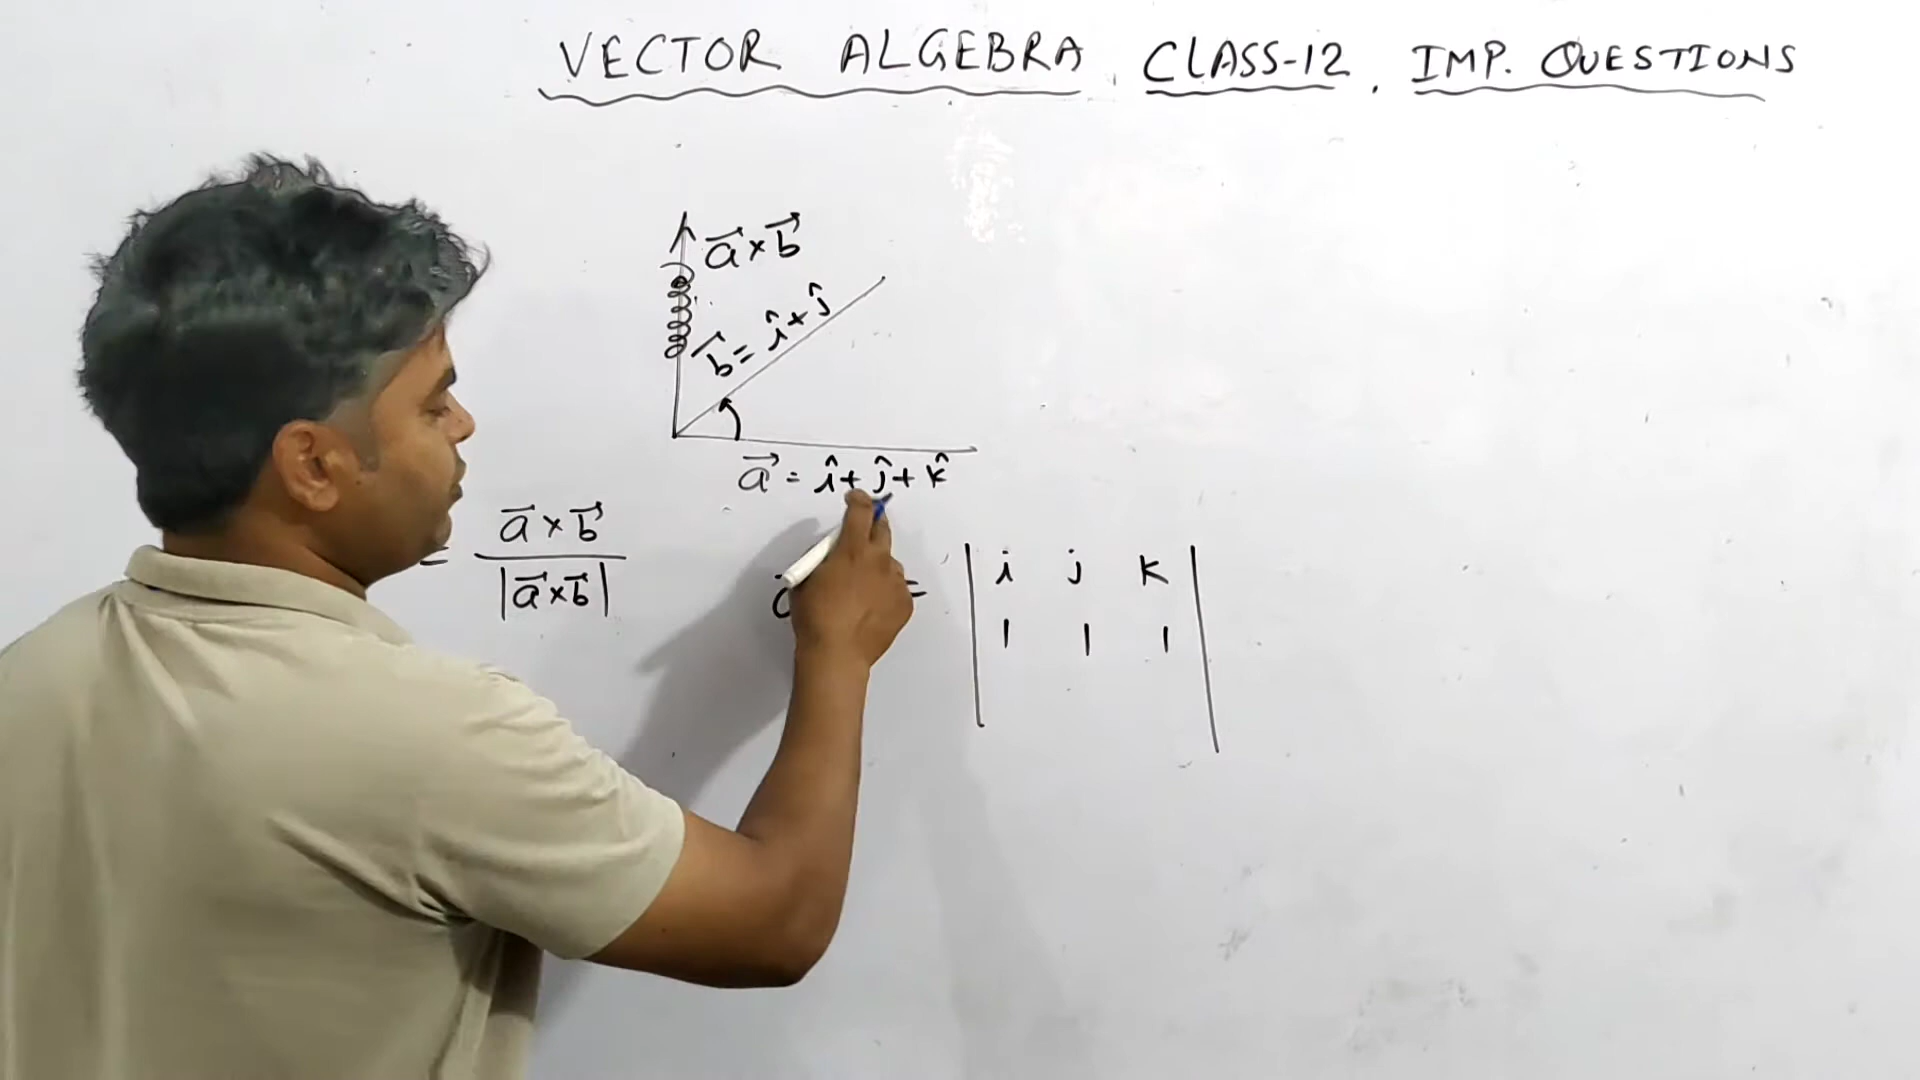 VECTOR ALGEBRA, CLASS-12, IMP. QUESTIONS
a⃗ × b⃗
b⃗ = î + ĵ
a⃗ = î + ĵ + k̂
= a⃗ × b⃗
|a⃗ × b⃗|
= | i j k |
| 1 1 1 |